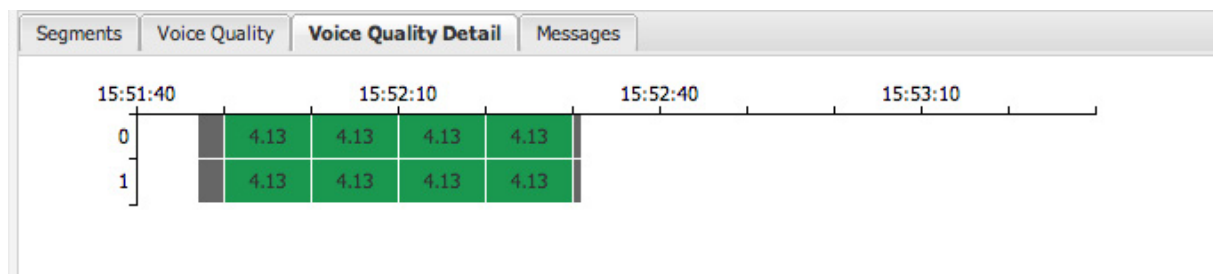 Segments Voice Quality Voice Quality Detail Messages
15:51:40 15:52:10 15:52:40 15:53:10
0 4.13 4.13 4.13 4.13
1 4.13 4.13 4.13 4.13